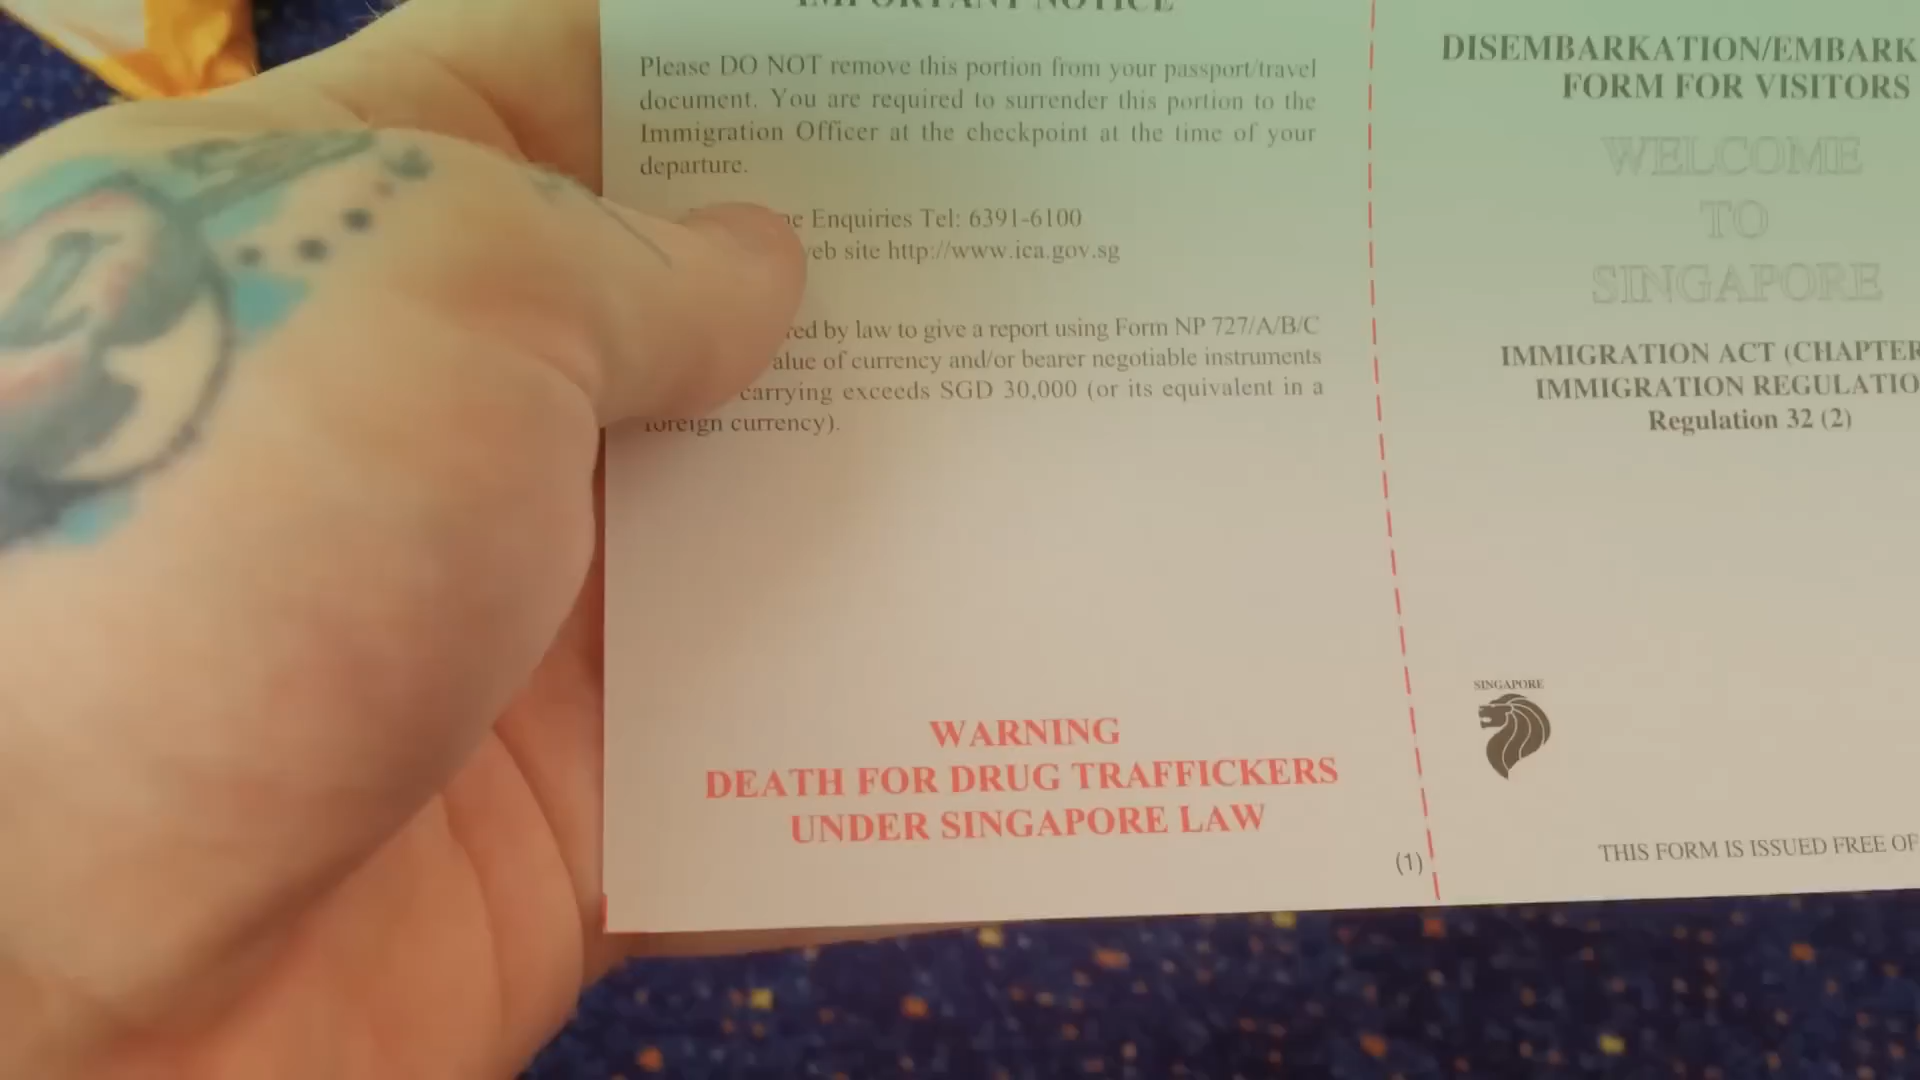 IMPORTANT NOTICE
Please DO NOT remove this portion from your passport/travel
document. You are required to surrender this portion to the
Immigration Officer at the checkpoint at the time of your
departure.
Enquiries Tel: 6391-6100
site http://www.ica.gov.sg
by law to give a report using Form NP 727/A/B/C
of currency and/or bearer negotiable instruments
carrying exceeds SGD 30,000 (or its equivalent in a
foreign currency).
WARNING
DEATH FOR DRUG TRAFFICKERS
UNDER SINGAPORE LAW
(1)
DISEMBARKATION/EMBARK
FORM FOR VISITORS
WELCOME
TO
SINGAPORE
IMMIGRATION ACT (CHAPTER
IMMIGRATION REGULATIO
Regulation 32 (2)
SINGAPORE
THIS FORM IS ISSUED FREE OF